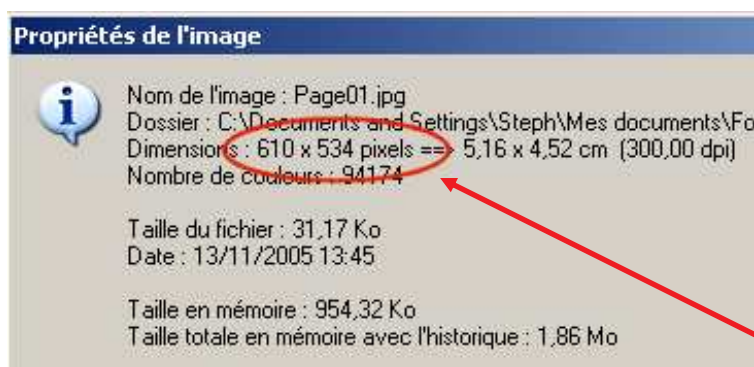 Propriétés de l'image
Nom de l'image : Page01.jpg
Dossier : C:\Documents and Settings\Steph\Mes documents\Fo
Dimensions : 610 x 534 pixels ==> 5,16 x 4,52 cm (300,00 dpi)
Nombre de couleurs : 94174
Taille du fichier : 31,17 Ko
Date : 13/11/2005 13:45
Taille en mémoire : 954,32 Ko
Taille totale en mémoire avec l'historique : 1,86 Mo